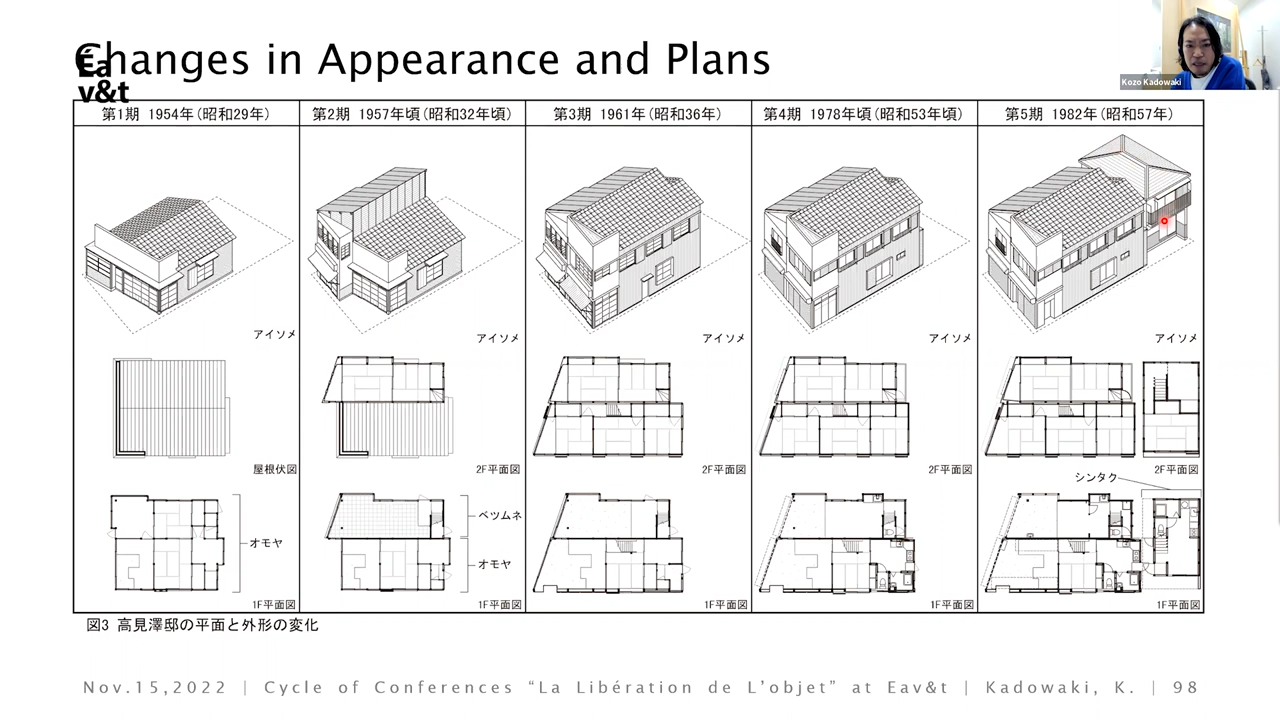 Changes in Appearance and Plans
Éa
v&t
Kozo Kadowaki
第1期 1954年(昭和29年)
第2期 1957年頃(昭和32年頃)
第3期 1961年(昭和36年)
第4期 1978年頃(昭和53年頃)
第5期 1982年(昭和57年)
アイソメ
アイソメ
アイソメ
アイソメ
アイソメ
屋根伏図
2F平面図
2F平面図
2F平面図
2F平面図
シンタク
オモヤ
ベツムネ
オモヤ
1F平面図
1F平面図
1F平面図
1F平面図
1F平面図
図3 高見澤邸の平面と外形の変化
Nov.15,2022 | Cycle of Conferences “La Libération de L’objet” at Eav&t | Kadowaki, K. | 98